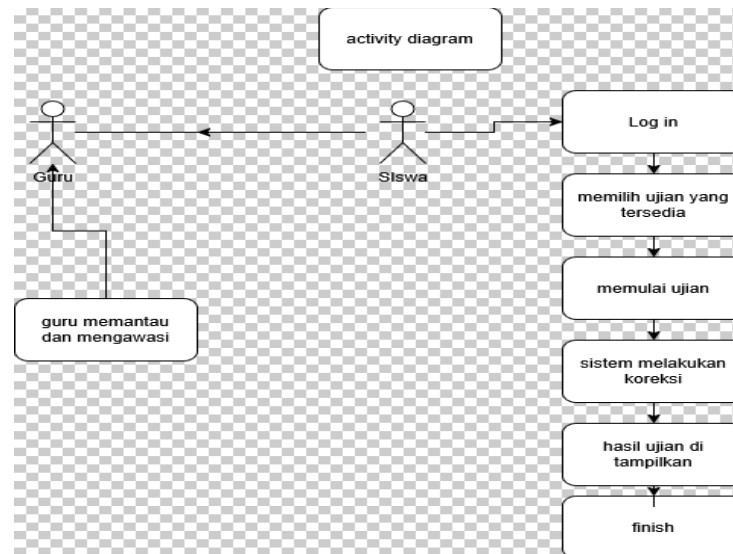 activity diagram
Guru
SIswa
Log in
memilih ujian yang
tersedia
memulai ujian
guru memantau
dan mengawasi
sistem melakukan
koreksi
hasil ujian di
tampilkan
finish